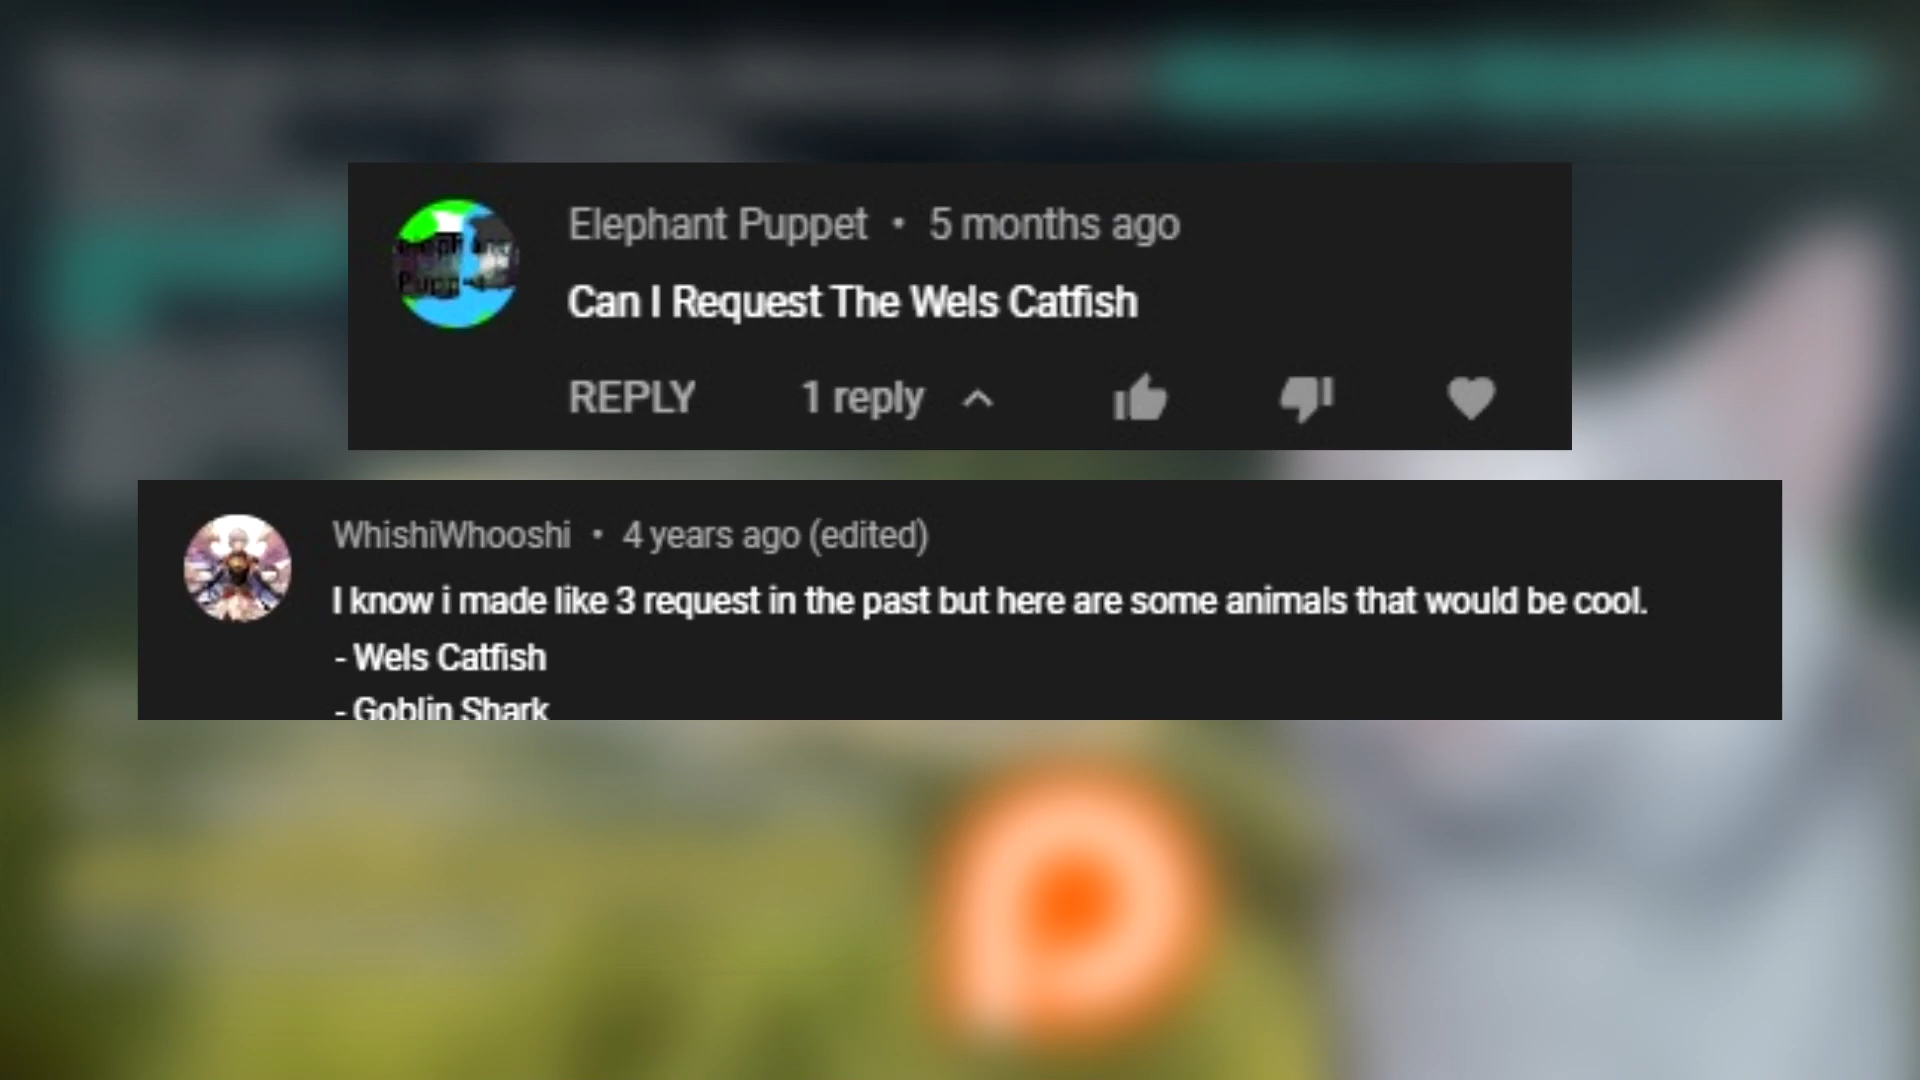 Elephant Puppet • 5 months ago
Can I Request The Wels Catfish
REPLY 1 reply
WhishiWhooshi • 4 years ago (edited)
I know i made like 3 request in the past but here are some animals that would be cool.
- Wels Catfish
- Goblin Shark